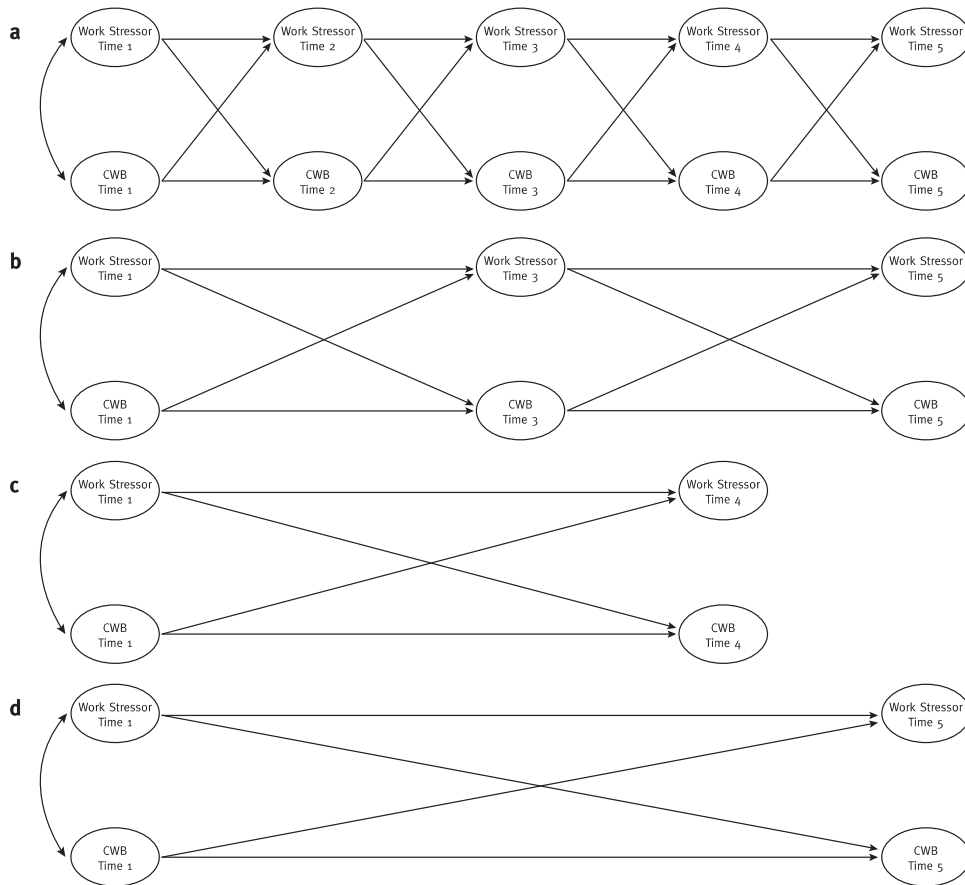 a
Work Stressor
Time 1
Work Stressor
Time 2
Work Stressor
Time 3
Work Stressor
Time 4
Work Stressor
Time 5
CWB
Time 1
CWB
Time 2
CWB
Time 3
CWB
Time 4
CWB
Time 5
b
Work Stressor
Time 1
Work Stressor
Time 3
Work Stressor
Time 5
CWB
Time 1
CWB
Time 3
CWB
Time 5
c
Work Stressor
Time 1
Work Stressor
Time 4
CWB
Time 1
CWB
Time 4
d
Work Stressor
Time 1
Work Stressor
Time 5
CWB
Time 1
CWB
Time 5